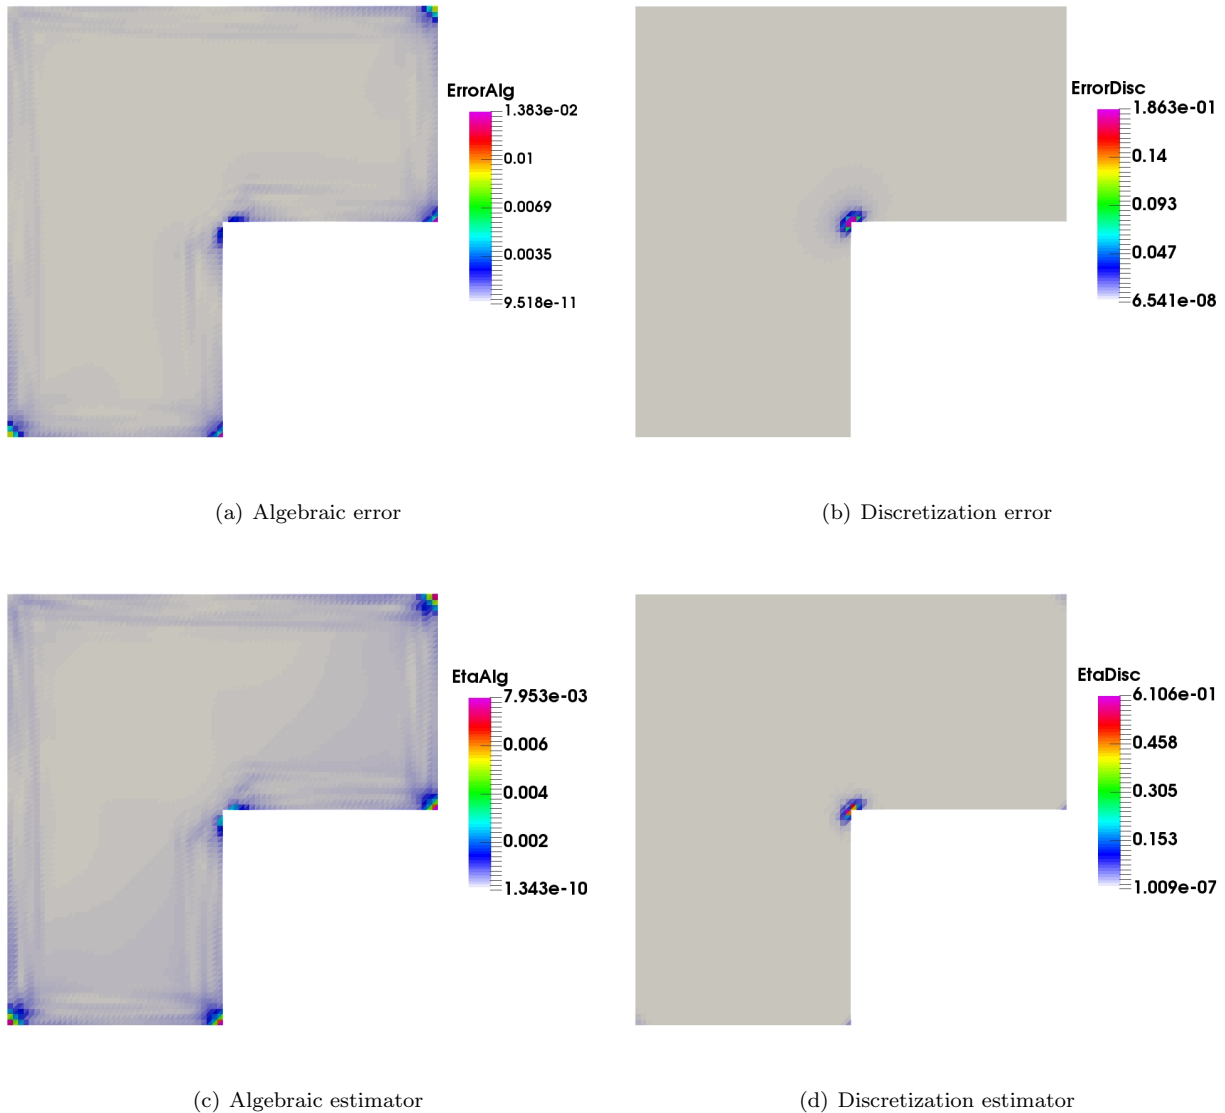 ErrorAlg
1.383e-02
0.01
0.0069
0.0035
9.518e-11
ErrorDisc
1.863e-01
0.14
0.093
0.047
6.541e-08
(a) Algebraic error
(b) Discretization error
EtaAlg
7.953e-03
0.006
0.004
0.002
1.343e-10
EtaDisc
6.106e-01
0.458
0.305
0.153
1.009e-07
(c) Algebraic estimator
(d) Discretization estimator